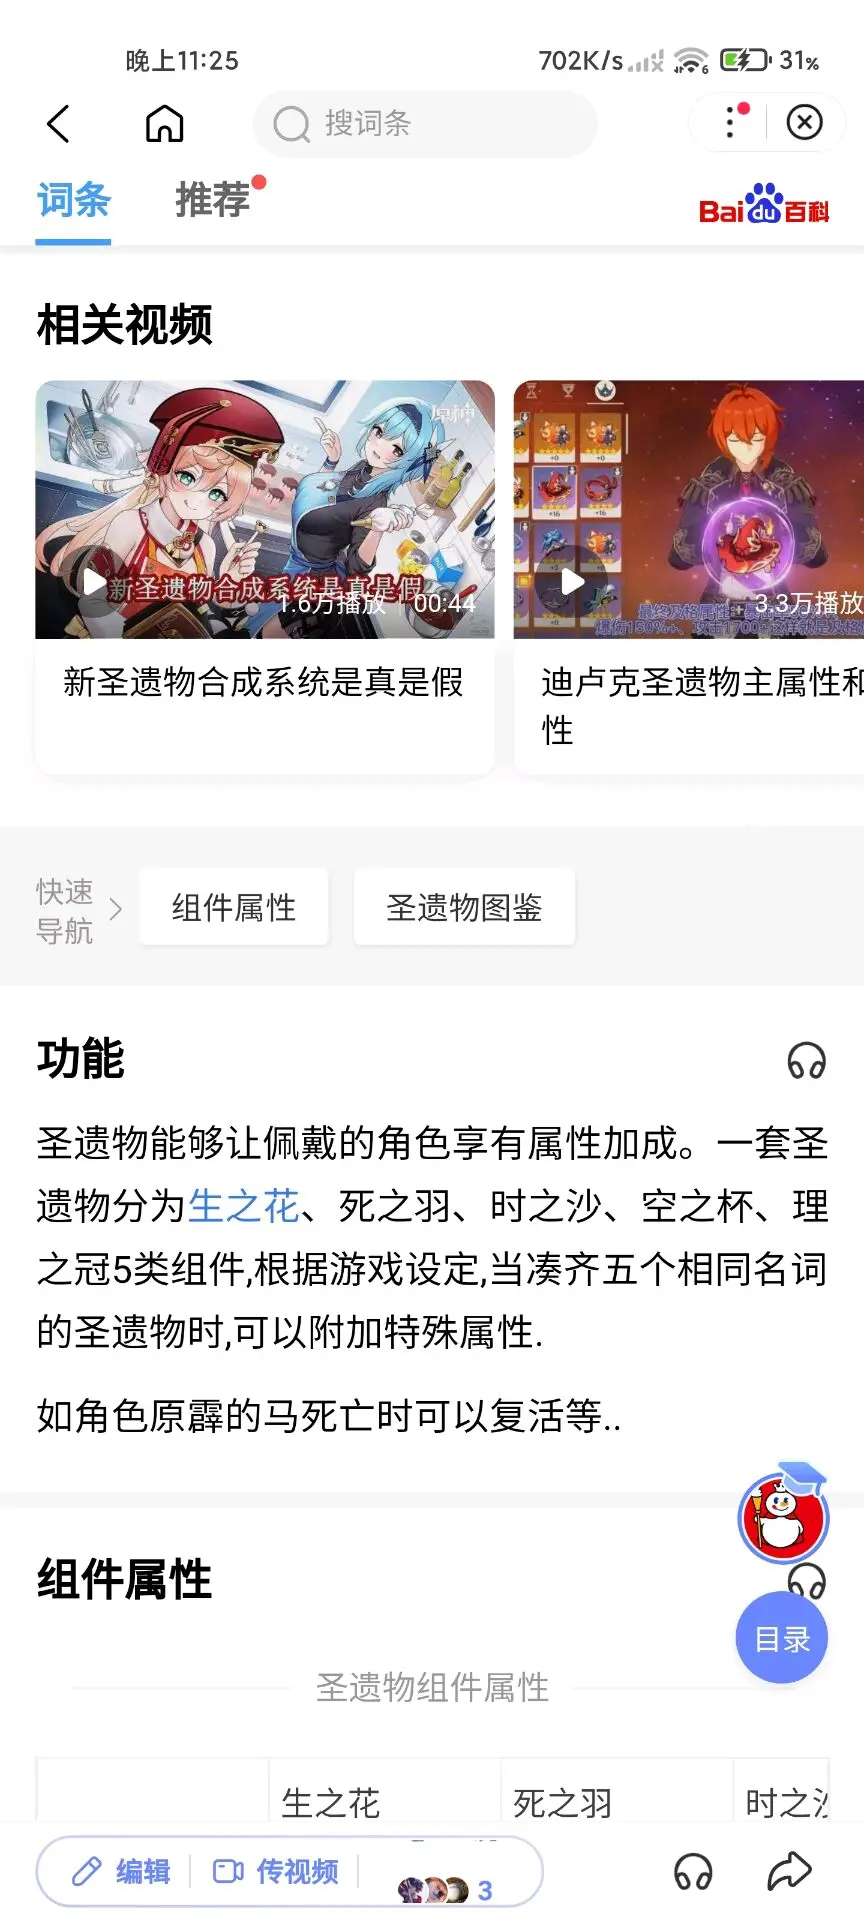 晚上11:25
702K/s
31%
搜词条
词条
推荐
Bai du 百科
相关视频
原神
新圣遗物合成系统是真是假
1.6万播放 00:44
3.3万播放
新圣遗物合成系统是真是假
迪卢克圣遗物主属性和
性
快速
导航
组件属性
圣遗物图鉴
功能
圣遗物能够让佩戴的角色享有属性加成。一套圣
遗物分为生之花、死之羽、时之沙、空之杯、理
之冠5类组件,根据游戏设定,当凑齐五个相同名词
的圣遗物时,可以附加特殊属性.
如角色原霹的马死亡时可以复活等..
组件属性
目录
圣遗物组件属性
生之花
死之羽
时之沙
编辑
传视频
3